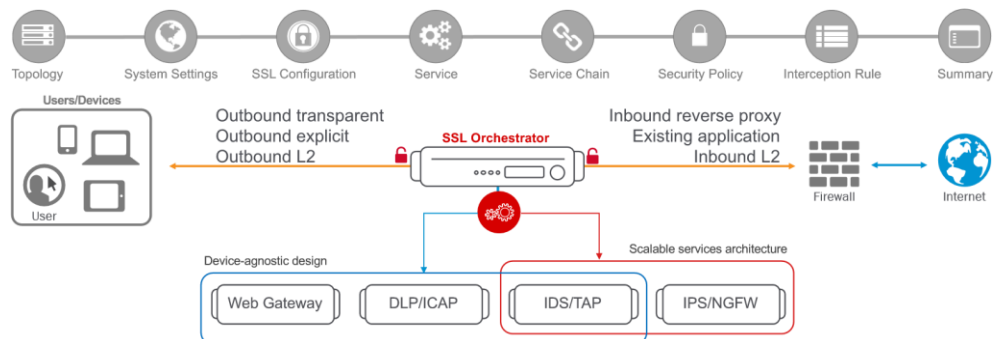 Topology
System Settings
SSL Configuration
Service
Service Chain
Security Policy
Interception Rule
Summary
Users/Devices
User
Outbound transparent
Outbound explicit
Outbound L2
SSL Orchestrator
Inbound reverse proxy
Existing application
Inbound L2
Firewall
Internet
Device-agnostic design
Scalable services architecture
Web Gateway
DLP/ICAP
IDS/TAP
IPS/NGFW